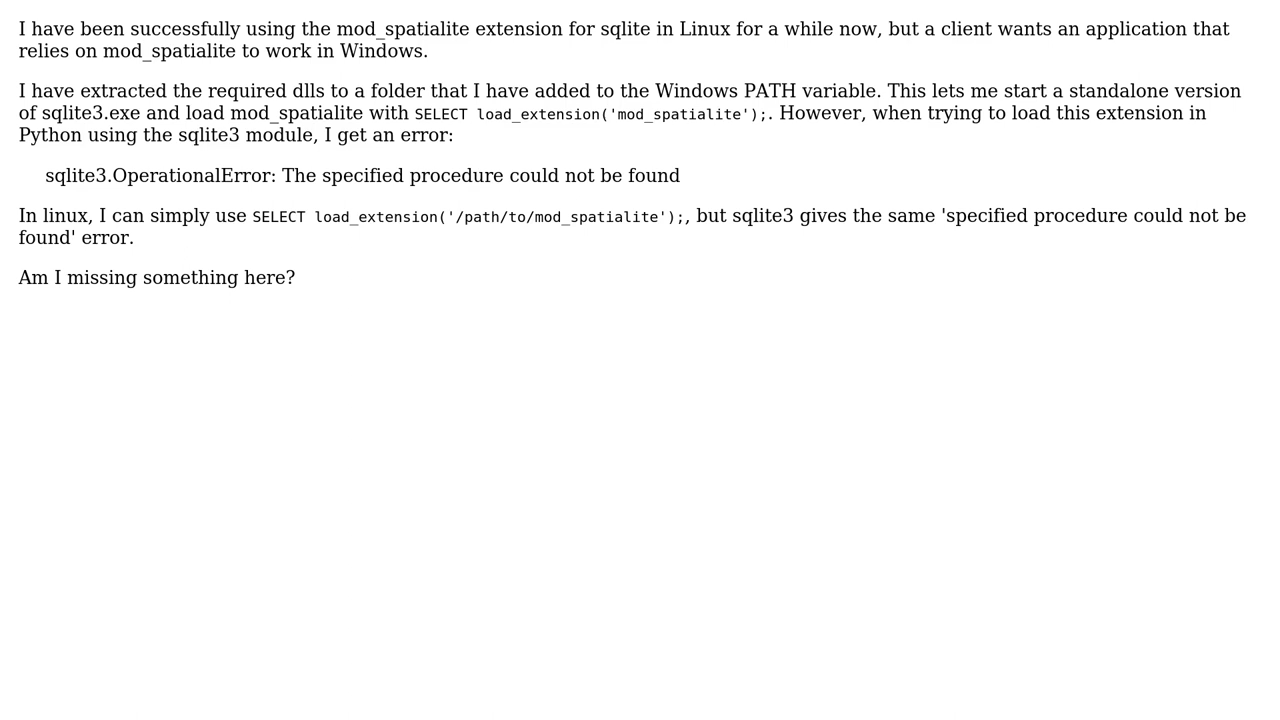 I have been successfully using the mod_spatialite extension for sqlite in Linux for a while now, but a client wants an application that
relies on mod_spatialite to work in Windows.
I have extracted the required dlls to a folder that I have added to the Windows PATH variable. This lets me start a standalone version
of sqlite3.exe and load mod_spatialite with SELECT load_extension('mod_spatialite');. However, when trying to load this extension in
Python using the sqlite3 module, I get an error:
sqlite3.OperationalError: The specified procedure could not be found
In linux, I can simply use SELECT load_extension('/path/to/mod_spatialite');, but sqlite3 gives the same 'specified procedure could not be
found' error.
Am I missing something here?